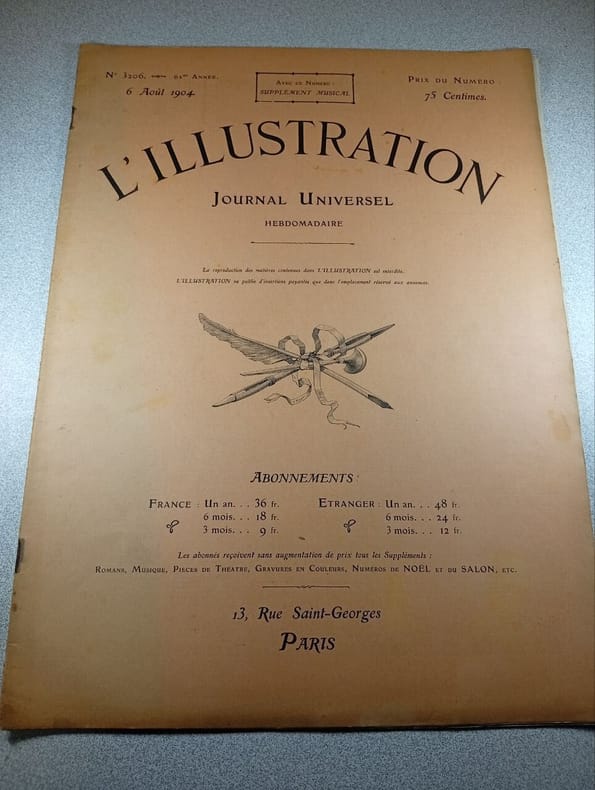 N° 3206. 62me Année.
6 Août 1904.
Avec ce Numéro :
SUPPLÉMENT MUSICAL
Prix du Numéro :
75 Centimes.
L'ILLUSTRATION
Journal Universel
HEBDOMADAIRE
La reproduction des matières contenues dans L'ILLUSTRATION est interdite.
L'ILLUSTRATION ne publie d'insertions payantes que dans l'emplacement réservé aux annonces.
ABONNEMENTS :
FRANCE : Un an. . . 36 fr.
6 mois. . . 18 fr.
3 mois. . . 9 fr.
ETRANGER : Un an. . . 48 fr.
6 mois. . . 24 fr.
3 mois. . . 12 fr.
Les abonnés reçoivent sans augmentation de prix tous les Suppléments :
Romans, Musique, Pièces de Théatre, Gravures en Couleurs, Numéros de NOËL et du SALON, etc.
13, Rue Saint-Georges
PARIS